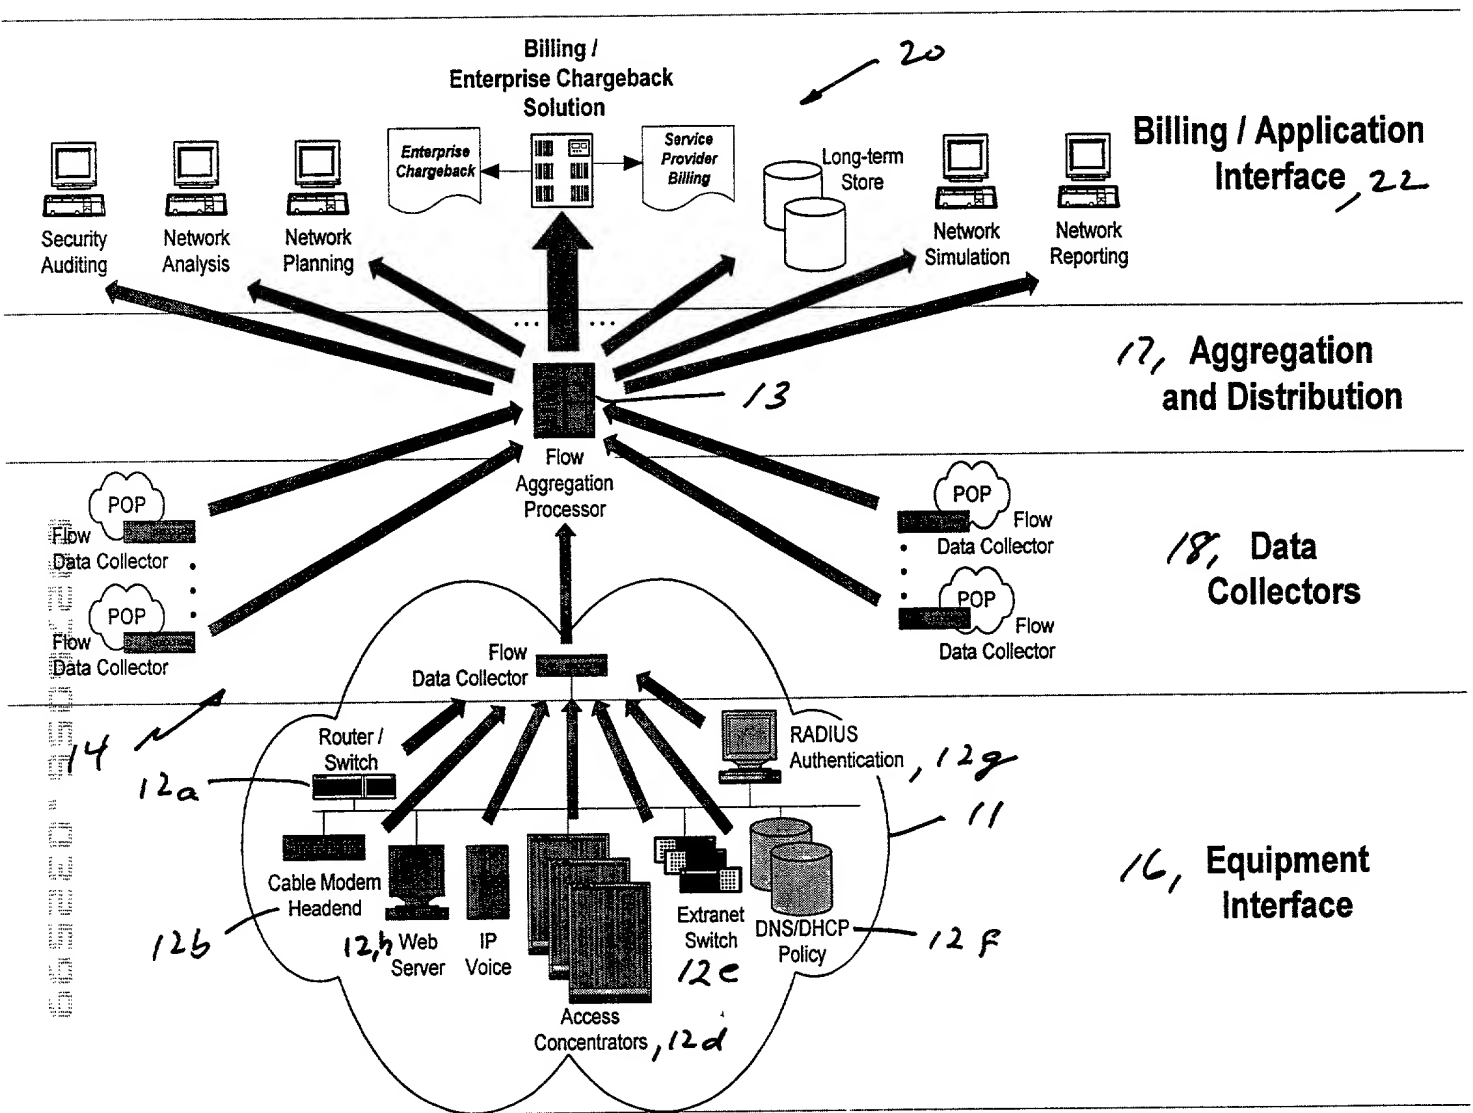 Billing /
Enterprise Chargeback
Solution
20
Enterprise
Chargeback
Service
Provider
Billing
Long-term
Store
Billing / Application
Interface, 22
Security
Auditing
Network
Analysis
Network
Planning
Network
Simulation
Network
Reporting
17, Aggregation
and Distribution
13
Flow
Aggregation
Processor
POP
Flow
Data Collector
POP
Flow
Data Collector
POP
Flow
Data Collector
POP
Flow
Data Collector
18, Data
Collectors
Flow
Data Collector
14
Router /
Switch
12a
RADIUS
Authentication, 12g
11
16, Equipment
Interface
Cable Modem
Headend
12b
12,h Web
Server
IP
Voice
Access
Concentrators, 12d
Extranet
Switch
12e
DNS/DHCP
Policy
12f